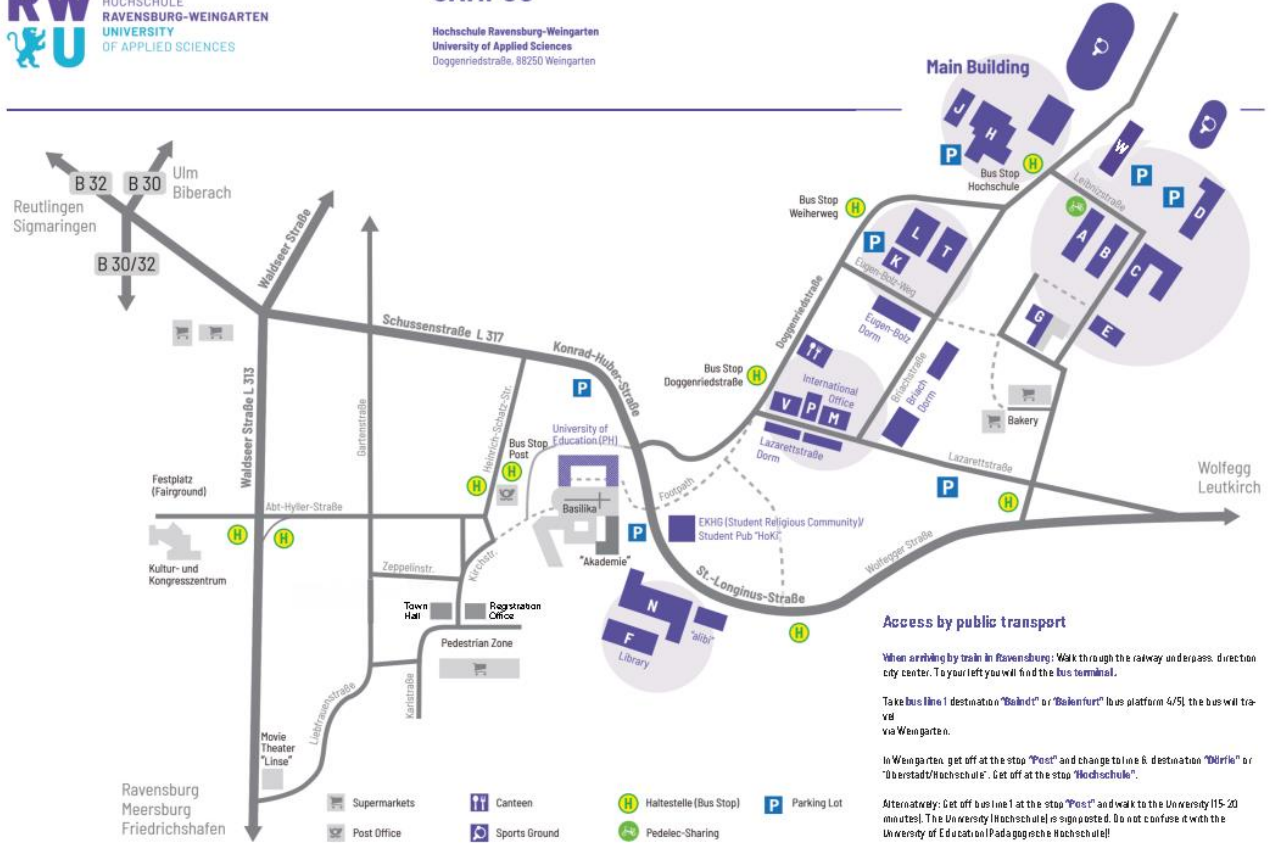 HOCHSCHULE
RAVENSBURG-WEINGARTEN
UNIVERSITY
OF APPLIED SCIENCES
RW
U
Hochschule Ravensburg-Weingarten
University of Applied Sciences
Doggenriedstraße, 88250 Weingarten
Main Building
J
H
W
D
P
P
P
H
Bus Stop
Hochschule
Leibnizstraße
A
B
C
G
E
B 32
B 30
Ulm
Biberach
Reutlingen
Sigmaringen
B 30/32
Waldseer Straße
Bus Stop
Weiherweg
H
P
L
T
K
Eugen-Bolz-Weg
Eugen-Bolz
Dorm
Doggenriedstraße
Schussenstraße L 317
Konrad-Huber-Straße
Bus Stop
Doggenriedstraße
H
International
Office
V
P
M
Briachstraße
Briach
Dorm
Bakery
Lazarettstraße
Dorm
Lazarettstraße
P
H
Wolfegg
Leutkirch
Waldseer Straße L 313
Gartenstraße
Heinrich-Schatz-Str.
P
Bus Stop
Post
H
H
University of
Education (PH)
Basilika
Footpath
Festplatz
(Fairground)
Abt-Hyller-Straße
H
H
Kultur- und
Kongresszentrum
P
"Akademie"
EKHG (Student Religious Community)/
Student Pub "HoKi"
Zeppelinstr.
Kirchstr.
St.-Longinus-Straße
Wolfegger Straße
H
Town
Hall
Registration
Office
Pedestrian Zone
N
F
Library
"alibi"
Liebfrauenstraße
Karlstraße
Movie
Theater
"Linse"
Ravensburg
Meersburg
Friedrichshafen
Supermarkets
Canteen
H
Haltestelle (Bus Stop)
P
Parking Lot
Post Office
Sports Ground
Pedelec-Sharing
Access by public transport
When arriving by train in Ravensburg: Walk through the railway underpass, direction
city center. To your left you will find the bus terminal.
Take bus line 1 destination "Baindt" or "Baienfurt" (bus platform 4/5), the bus will tra-
vel
via Weingarten.
In Weingarten, get off at the stop "Post" and change to line 6, destination "Dörfle" or
"Oberstadt/Hochschule". Get off at the stop "Hochschule".
Alternatively: Get off bus line 1 at the stop "Post" and walk to the University (15-20
minutes). The University (Hochschule) is signposted. Do not confuse it with the
University of Education (Pädagogische Hochschule)!